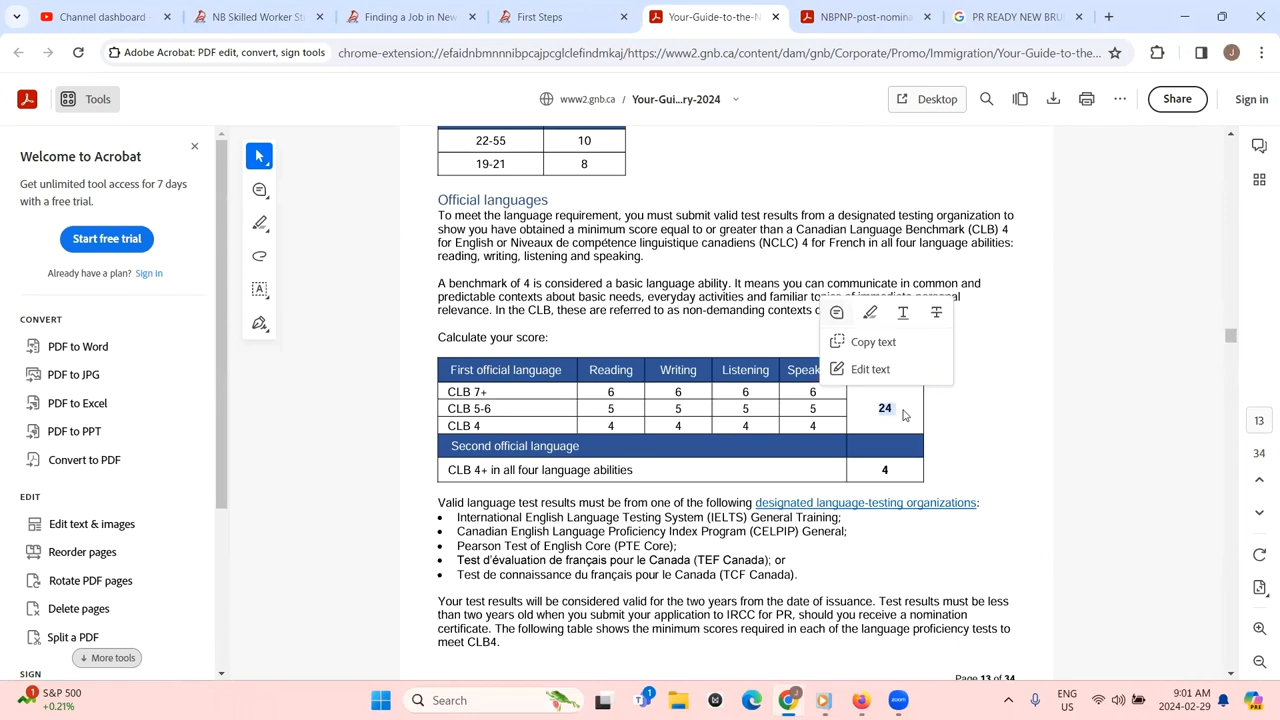 Channel dashboard -
NB Skilled Worker St
Finding a Job in New
First Steps
Your-Guide-to-the-N
NBPNP-post-nomina
PR READY NEW BRU
Adobe Acrobat: PDF edit, convert, sign tools
chrome-extension://efaidnbmnnnibpcajpcglclefindmkaj/https://www2.gnb.ca/content/dam/gnb/Corporate/Promo/Immigration/Your-Guide-to-the...
J
Tools
www2.gnb.ca / Your-Gui...ry-2024
Desktop
Share
Sign in
Welcome to Acrobat
Get unlimited tool access for 7 days
with a free trial.
Start free trial
Already have a plan? Sign in
CONVERT
PDF to Word
PDF to JPG
PDF to Excel
PDF to PPT
Convert to PDF
EDIT
Edit text & images
Reorder pages
Rotate PDF pages
Delete pages
Split a PDF
More tools
SIGN
22-55 10
19-21 8
Official languages
To meet the language requirement, you must submit valid test results from a designated testing organization to
show you have obtained a minimum score equal to or greater than a Canadian Language Benchmark (CLB) 4
for English or Niveaux de compétence linguistique canadiens (NCLC) 4 for French in all four language abilities:
reading, writing, listening and speaking.
A benchmark of 4 is considered a basic language ability. It means you can communicate in common and
predictable contexts about basic needs, everyday activities and familiar topics of immediate personal
relevance. In the CLB, these are referred to as non-demanding contexts
Copy text
Edit text
Calculate your score:
First official language Reading Writing Listening Speak
CLB 7+ 6 6 6 6
CLB 5-6 5 5 5 5 24
CLB 4 4 4 4 4
Second official language
CLB 4+ in all four language abilities 4
Valid language test results must be from one of the following designated language-testing organizations:
• International English Language Testing System (IELTS) General Training;
• Canadian English Language Proficiency Index Program (CELPIP) General;
• Pearson Test of English Core (PTE Core);
• Test d'évaluation de français pour le Canada (TEF Canada); or
• Test de connaissance du français pour le Canada (TCF Canada).
Your test results will be considered valid for the two years from the date of issuance. Test results must be less
than two years old when you submit your application to IRCC for PR, should you receive a nomination
certificate. The following table shows the minimum scores required in each of the language proficiency tests to
meet CLB4.
Page 13 of 34
13
34
1
S&P 500
+0.21%
Search
1
zoom
ENG
US
9:01 AM
2024-02-29
PRE